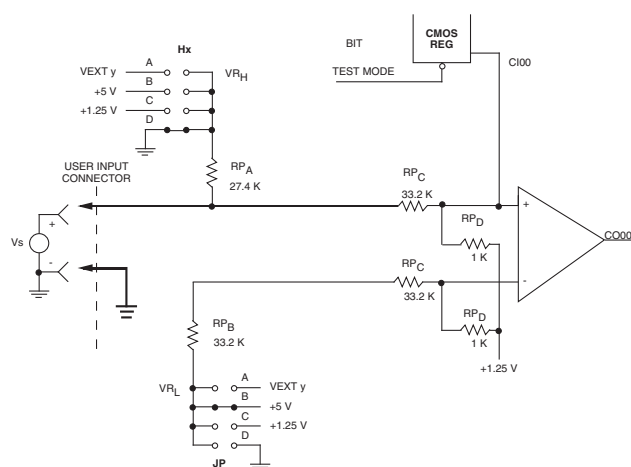 Hx
VEXT y
A
+5 V
B
+1.25 V
C
D
VRH
RPA
27.4 K
BIT
CMOS
REG
TEST MODE
CI00
USER INPUT
CONNECTOR
+
Vs
-
RPC
33.2 K
RPD
1 K
+
-
CO00
RPC
33.2 K
RPD
1 K
+1.25 V
RPB
33.2 K
VRL
A
VEXT y
B
+5 V
C
+1.25 V
D
JP